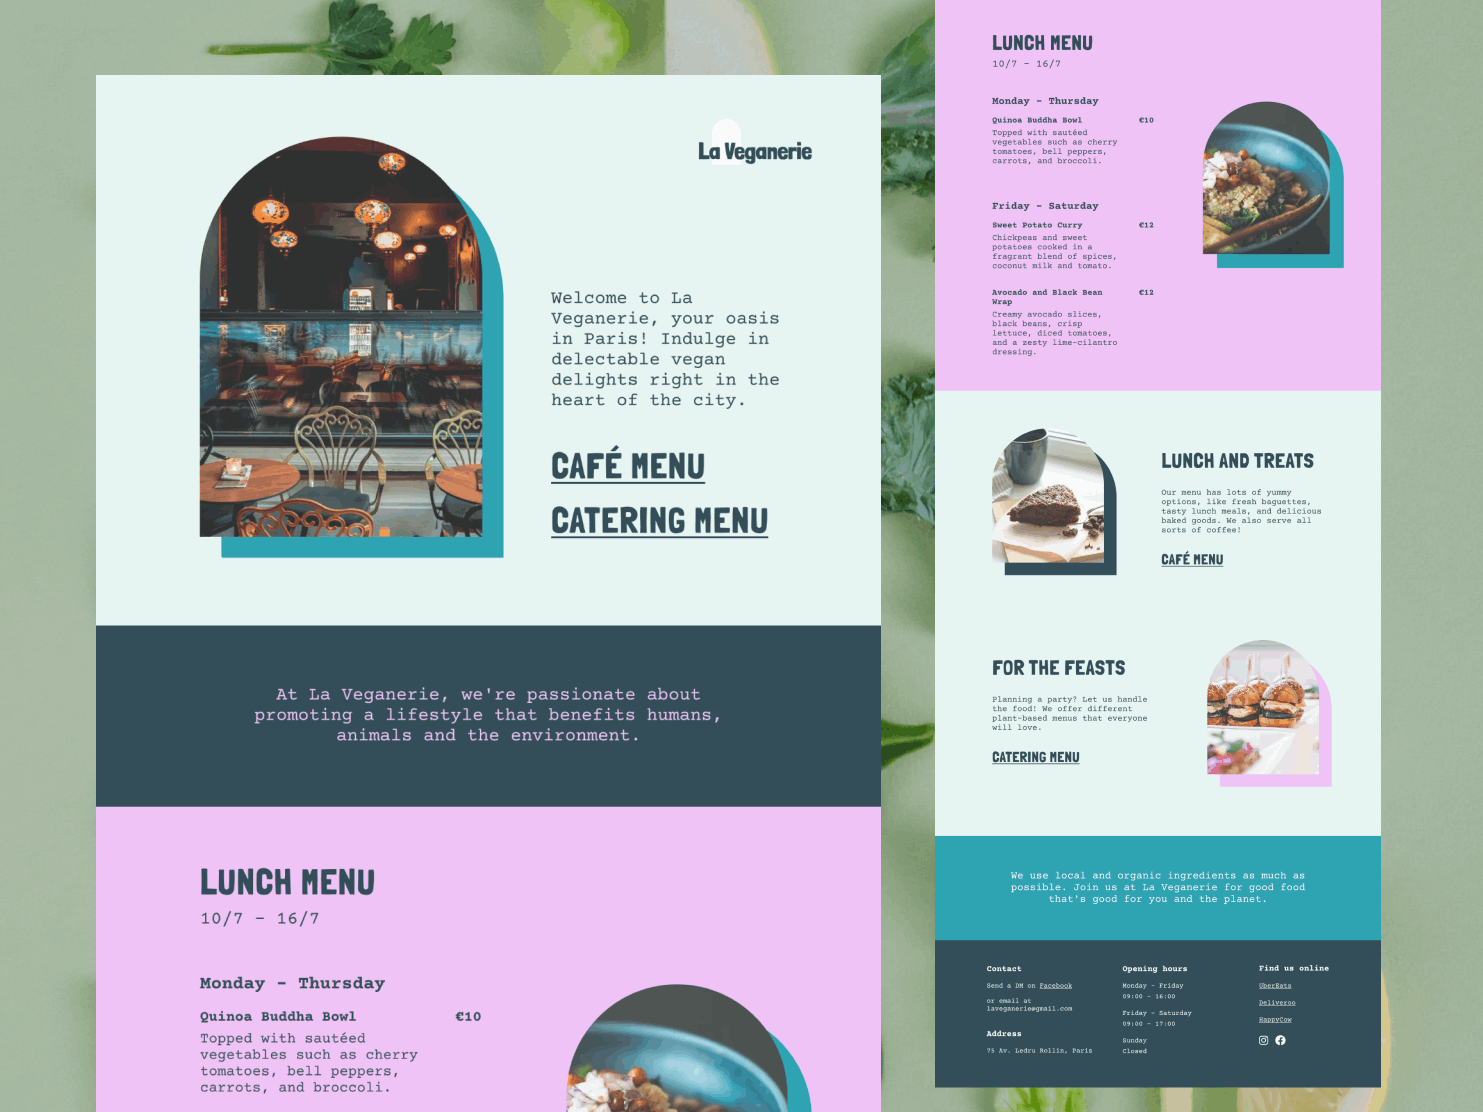 La Veganerie
Welcome to La
Veganerie, your oasis
in Paris! Indulge in
delectable vegan
delights right in the
heart of the city.
CAFÉ MENU
CATERING MENU
At La Veganerie, we're passionate about
promoting a lifestyle that benefits humans,
animals and the environment.
LUNCH MENU
10/7 - 16/7
Monday - Thursday
Quinoa Buddha Bowl €10
Topped with sautéed
vegetables such as cherry
tomatoes, bell peppers,
carrots, and broccoli.
LUNCH MENU
10/7 - 16/7
Monday - Thursday
Quinoa Buddha Bowl €10
Topped with sautéed
vegetables such as cherry
tomatoes, bell peppers,
carrots, and broccoli.
Friday - Saturday
Sweet Potato Curry €12
Chickpeas and sweet
potatoes cooked in a
fragrant blend of spices,
coconut milk and tomato.
Avocado and Black Bean €12
Wrap
Creamy avocado slices,
black beans, crisp
lettuce, diced tomatoes,
and a zesty lime-cilantro
dressing.
LUNCH AND TREATS
Our menu has lots of yummy
options, like fresh baguettes,
tasty lunch meals, and delicious
baked goods. We also serve all
sorts of coffee!
CAFÉ MENU
FOR THE FEASTS
Planning a party? Let us handle
the food! We offer different
plant-based menus that everyone
will love.
CATERING MENU
We use local and organic ingredients as much as
possible. Join us at La Veganerie for good food
that's good for you and the planet.
Contact
Send a DM on Facebook
or email at
laveganerie@gmail.com
Address
75 Av. Ledru Rollin, Paris
Opening hours
Monday - Friday
09:00 - 16:00
Friday - Saturday
09:00 - 17:00
Sunday
Closed
Find us online
UberEats
Deliveroo
HappyCow